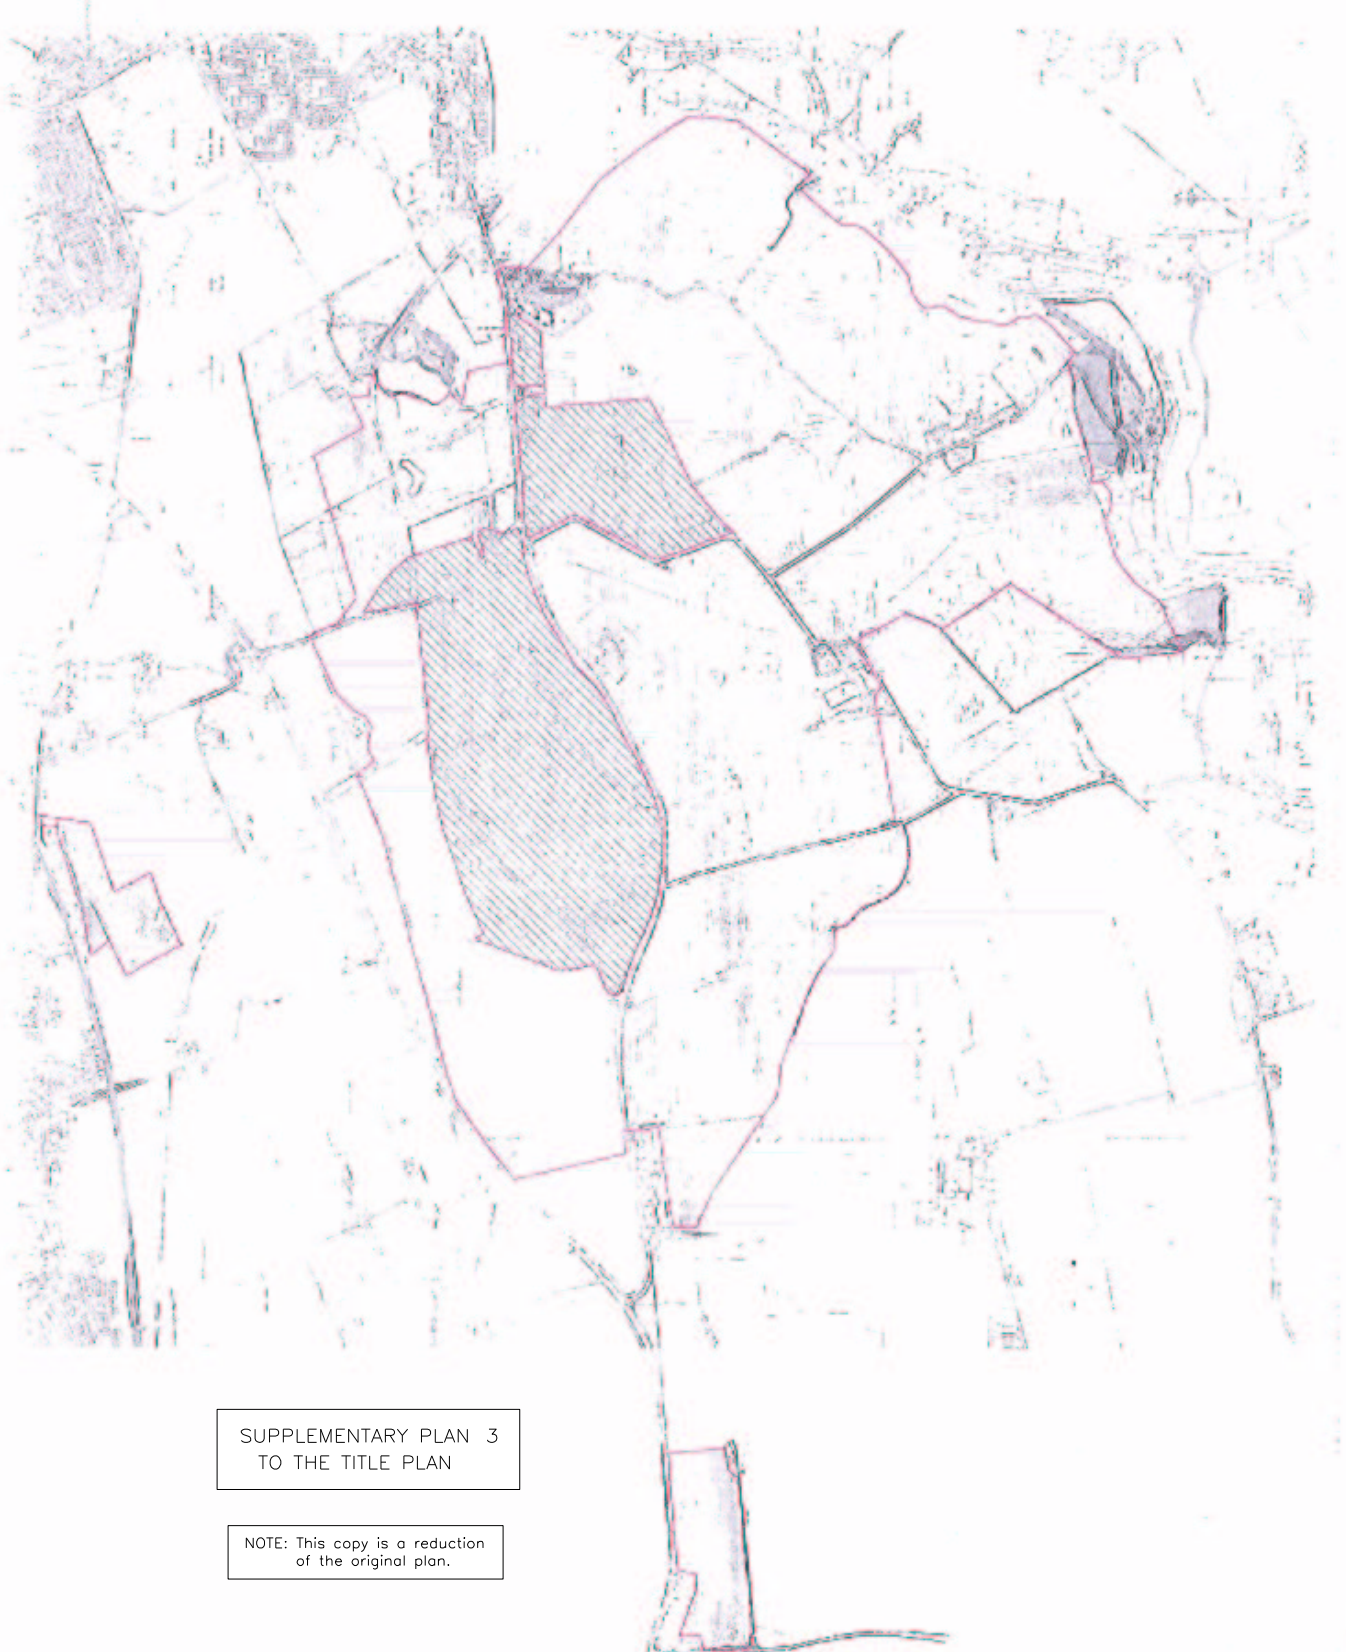 SUPPLEMENTARY PLAN 3
TO THE TITLE PLAN
NOTE: This copy is a reduction
of the original plan.